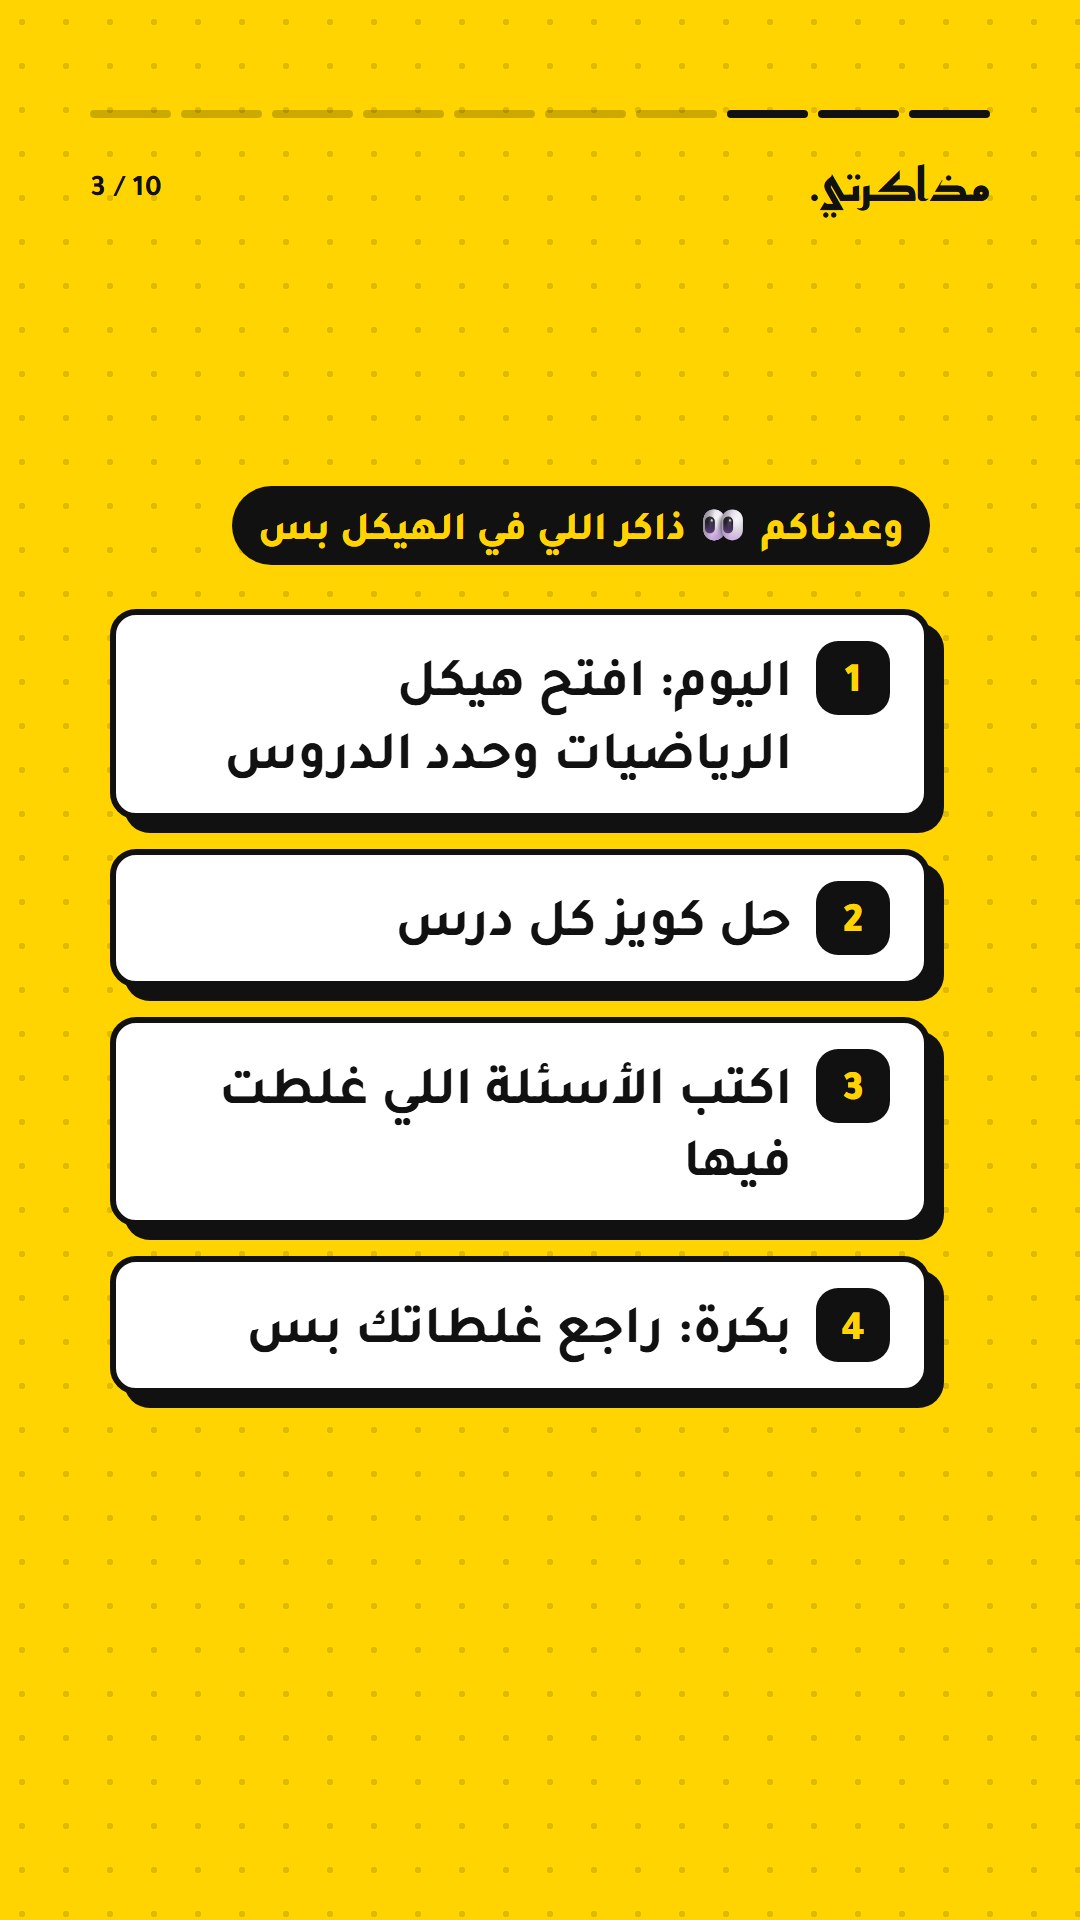 مذاكرتي.
3 / 10
وعدناكم 👀 ذاكر اللي في الهيكل بس
1
اليوم: افتح هيكل
الرياضيات وحدد الدروس
2
حل كويز كل درس
3
اكتب الأسئلة اللي غلطت
فيها
4
بكرة: راجع غلطاتك بس